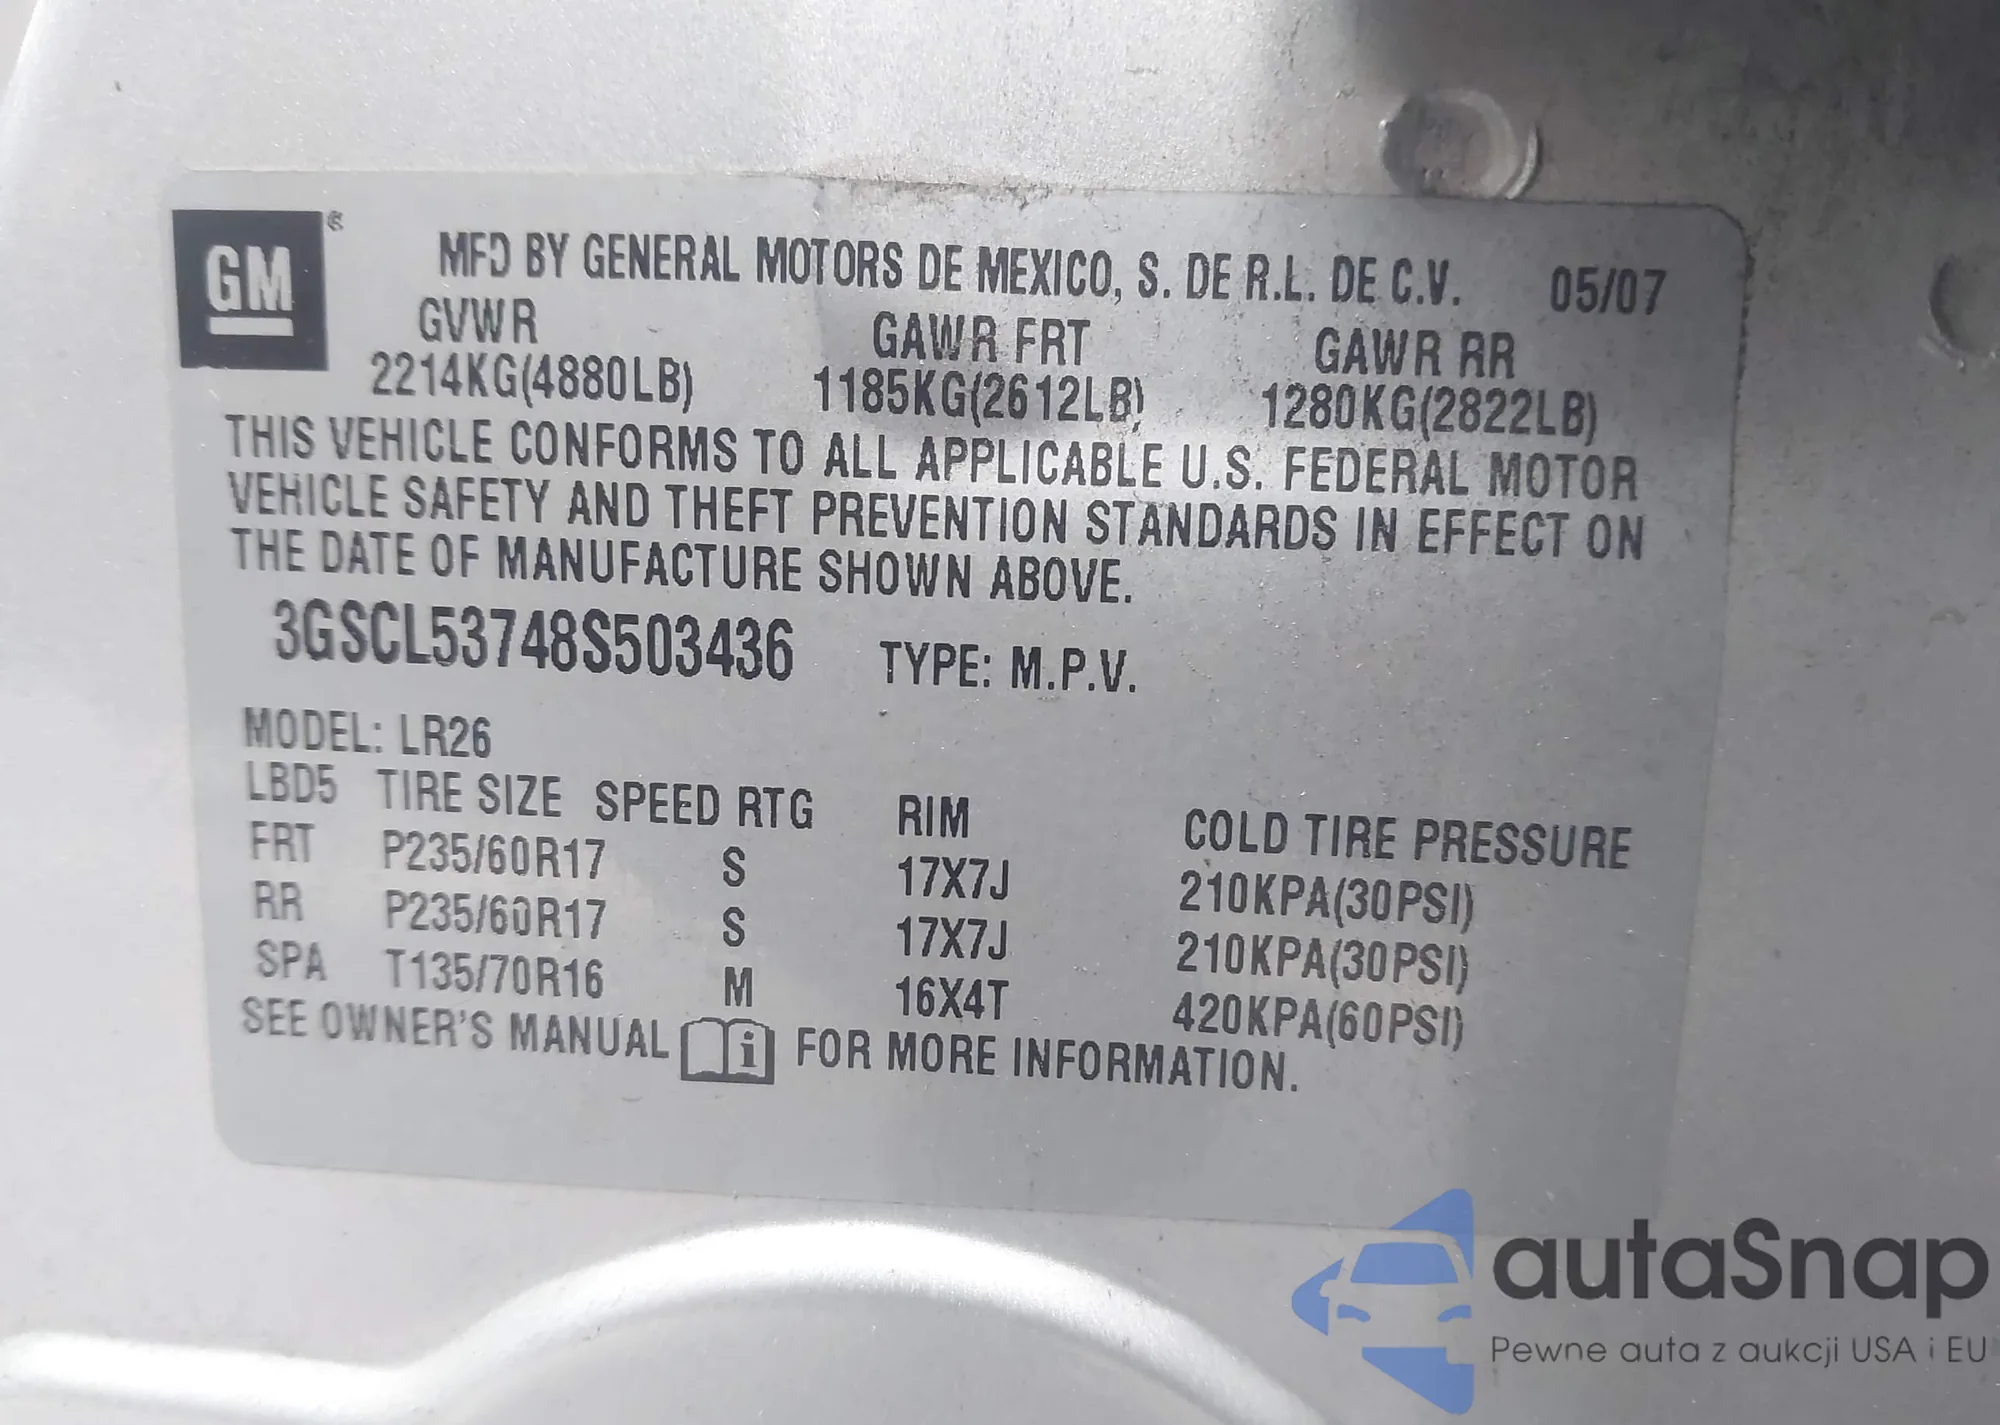 GM®
MFD BY GENERAL MOTORS DE MEXICO, S. DE R.L. DE C.V. 05/07
GVWR GAWR FRT GAWR RR
2214KG(4880LB) 1185KG(2612LB) 1280KG(2822LB)
THIS VEHICLE CONFORMS TO ALL APPLICABLE U.S. FEDERAL MOTOR
VEHICLE SAFETY AND THEFT PREVENTION STANDARDS IN EFFECT ON
THE DATE OF MANUFACTURE SHOWN ABOVE.
3GSCL53748S503436 TYPE: M.P.V.
MODEL: LR26
LBD5 TIRE SIZE SPEED RTG RIM COLD TIRE PRESSURE
FRT P235/60R17 S 17X7J 210KPA(30PSI)
RR P235/60R17 S 17X7J 210KPA(30PSI)
SPA T135/70R16 M 16X4T 420KPA(60PSI)
SEE OWNER'S MANUAL i FOR MORE INFORMATION.
autaSnap
Pewne auta z aukcji USA i EU